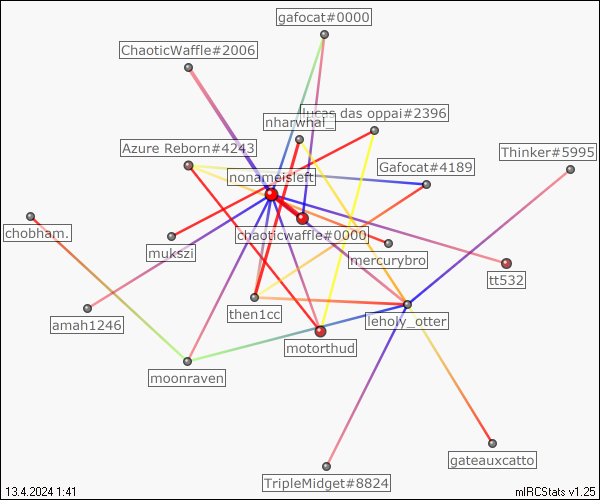 gafocat#0000
ChaoticWaffle#2006
lucas das oppai#2396
nharwhal_
Azure Reborn#4243
Thinker#5995
Gafocat#4189
nonameisleft
chobham.
chaoticwaffle#0000
mukszi
mercurybro
tt532
then1cc
leholy_otter
amah1246
motorthud
moonraven
gateauxcatto
TripleMidget#8824
13.4.2024 1:41
mIRCStats v1.25